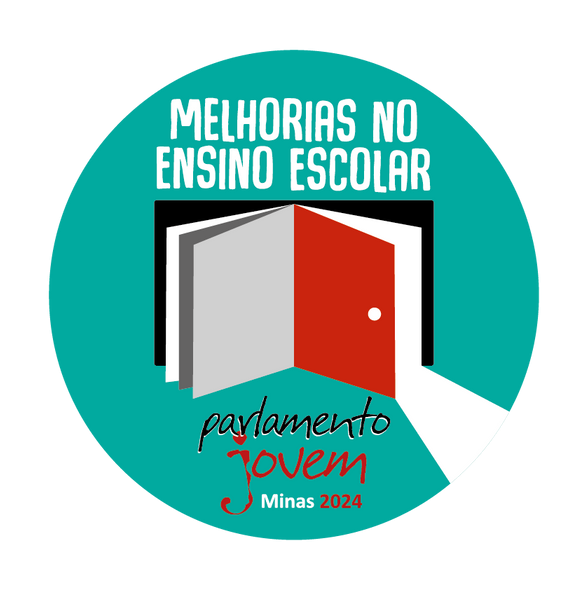 MELHORIAS NO
ENSINO ESCOLAR
parlamento
jovem
Minas 2024